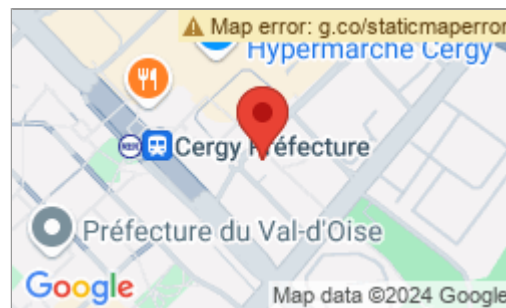 Map error: g.co/staticmaperror
Hypermarché Cergy
Cergy Préfecture
Préfecture du Val-d'Oise
Google
Map data ©2024 Google